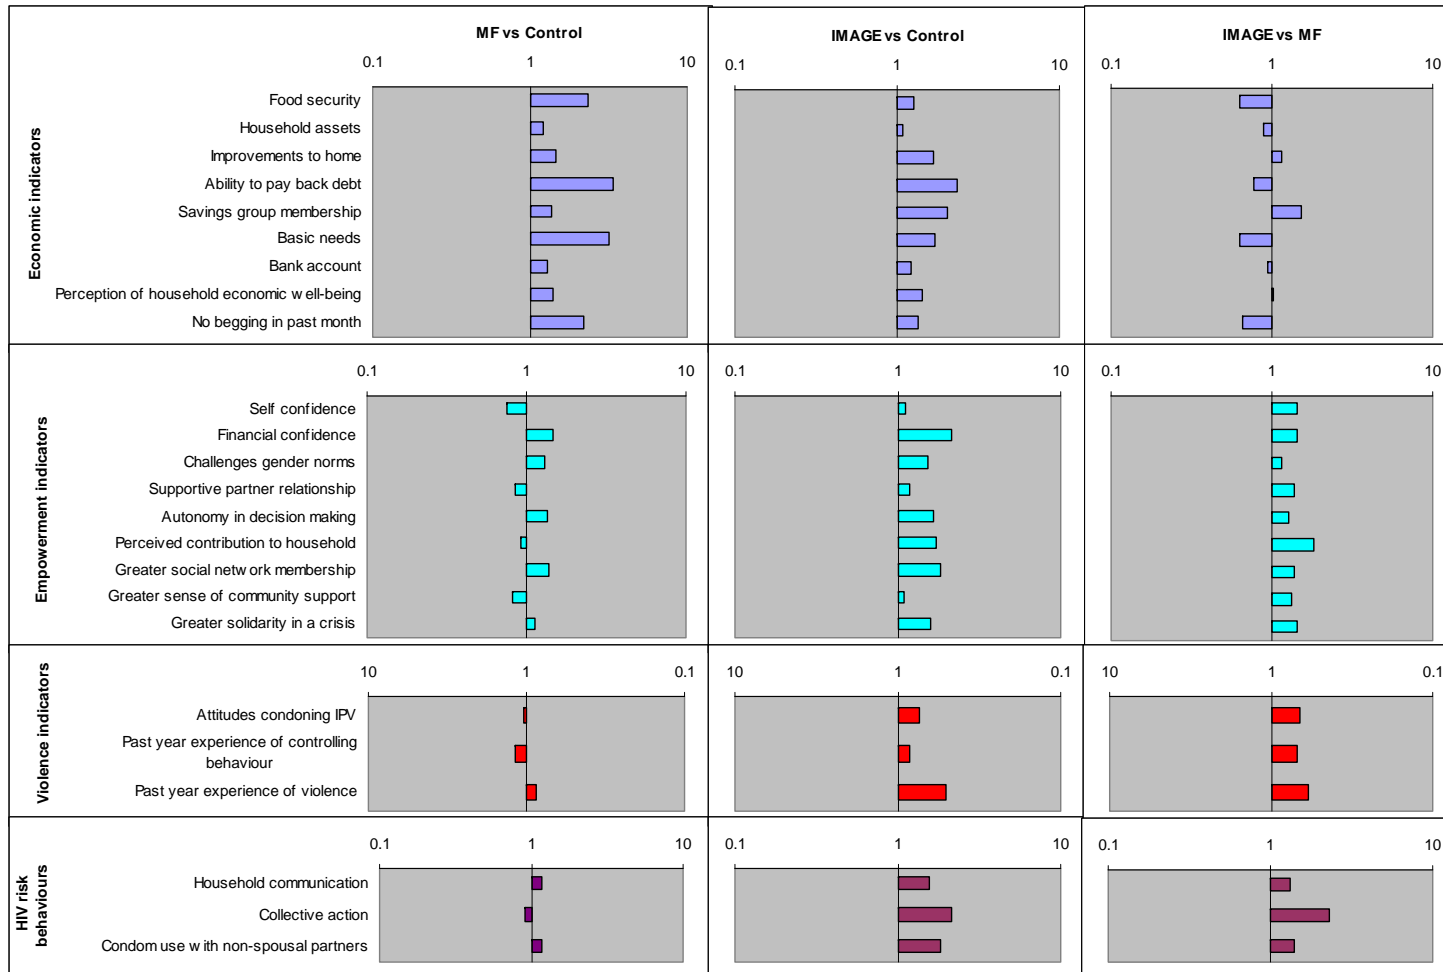 MF vs Control
IMAGE vs Control
IMAGE vs MF
0.1 1 10
0.1 1 10
0.1 1 10
Economic indicators
Food security
Household assets
Improvements to home
Ability to pay back debt
Savings group membership
Basic needs
Bank account
Perception of household economic well-being
No begging in past month
0.1 1 10
0.1 1 10
0.1 1 10
Empowerment indicators
Self confidence
Financial confidence
Challenges gender norms
Supportive partner relationship
Autonomy in decision making
Perceived contribution to household
Greater social network membership
Greater sense of community support
Greater solidarity in a crisis
10 1 0.1
10 1 0.1
10 1 0.1
Violence indicators
Attitudes condoning IPV
Past year experience of controlling
behaviour
Past year experience of violence
0.1 1 10
0.1 1 10
0.1 1 10
HIV risk
behaviours
Household communication
Collective action
Condom use with non-spousal partners